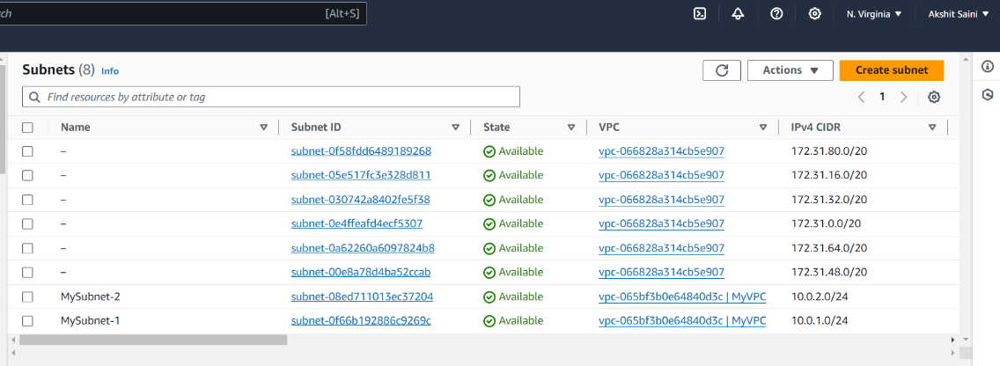 rch [Alt+S] N. Virginia ▼ Akshit Saini ▼
Subnets (8) Info Actions ▼ Create subnet
Find resources by attribute or tag 1
Name Subnet ID State VPC IPv4 CIDR
– subnet-0f58fdd6489189268 Available vpc-066828a314cb5e907 172.31.80.0/20
– subnet-05e517fc3e328d811 Available vpc-066828a314cb5e907 172.31.16.0/20
– subnet-030742a8402fe5f38 Available vpc-066828a314cb5e907 172.31.32.0/20
– subnet-0e4ffeafd4ecf5307 Available vpc-066828a314cb5e907 172.31.0.0/20
– subnet-0a62260a6097824b8 Available vpc-066828a314cb5e907 172.31.64.0/20
– subnet-00e8a78d4ba52ccab Available vpc-066828a314cb5e907 172.31.48.0/20
MySubnet-2 subnet-08ed711013ec37204 Available vpc-065bf3b0e64840d3c | MyVPC 10.0.2.0/24
MySubnet-1 subnet-0f66b192886c9269c Available vpc-065bf3b0e64840d3c | MyVPC 10.0.1.0/24